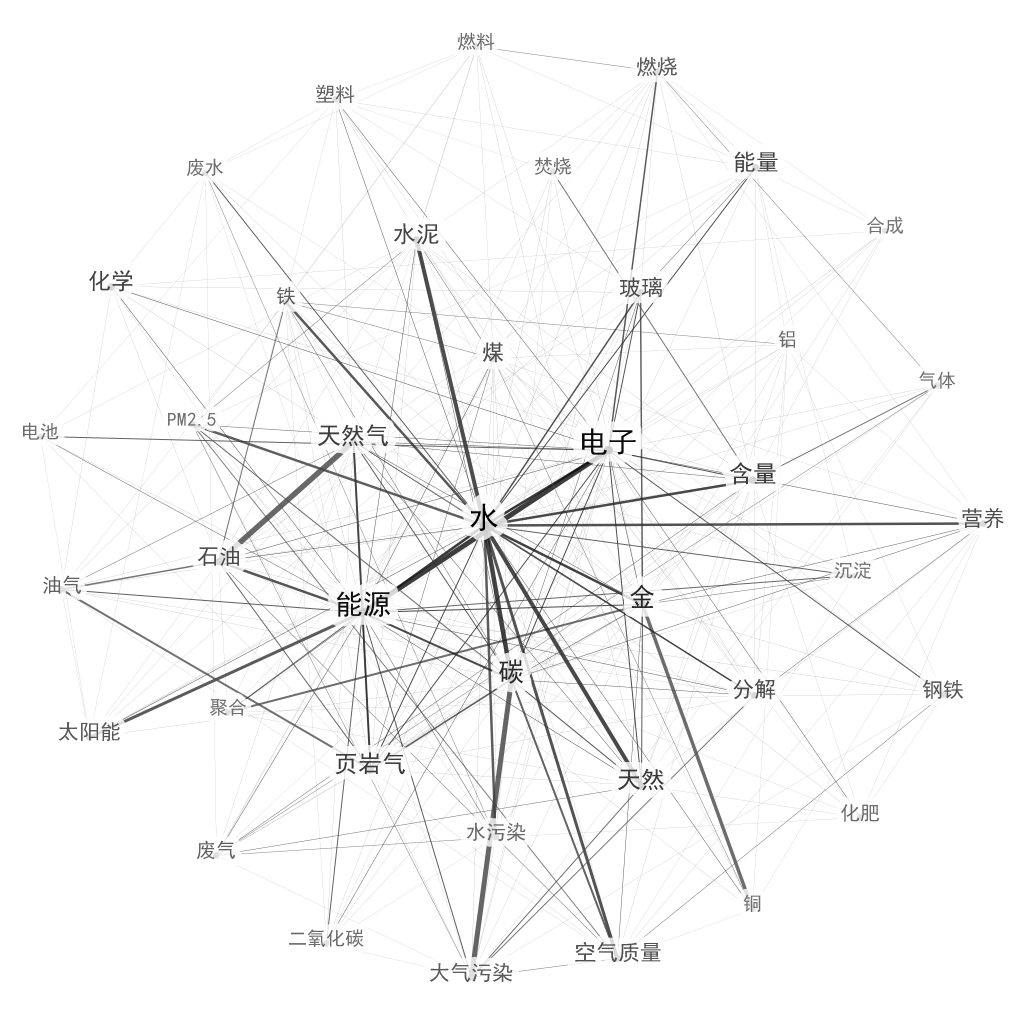 燃料
燃烧
塑料
能量
焚烧
废水
合成
水泥
化学
玻璃
铁
铝
煤
气体
PM2.5
电池
天然气
电子
含量
水
营养
石油
沉淀
油气
能源
金
碳
分解
钢铁
聚合
太阳能
页岩气
天然
化肥
水污染
废气
铜
二氧化碳
空气质量
大气污染